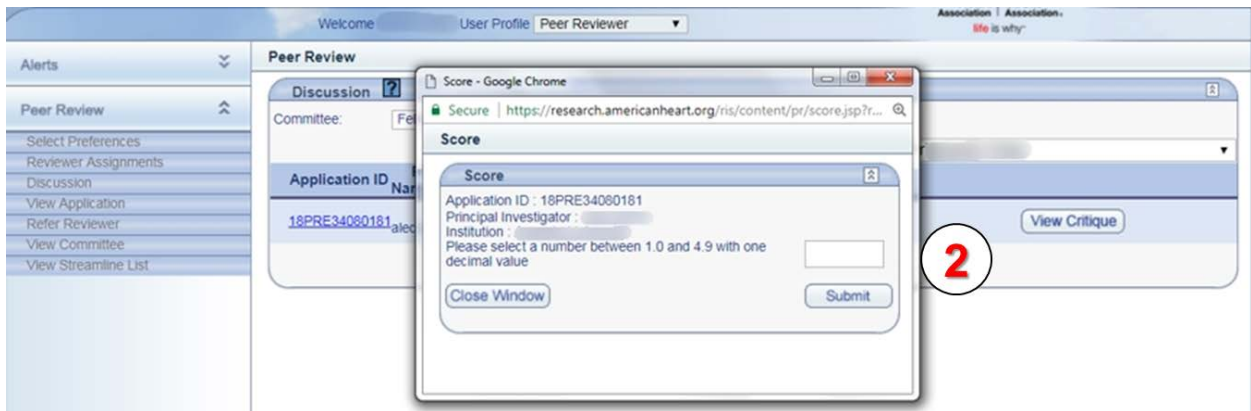 Welcome User Profile Peer Reviewer
Association Association.
life is why™
Alerts
Peer Review
Select Preferences
Reviewer Assignments
Discussion
View Application
Refer Reviewer
View Committee
View Streamline List
Peer Review
Discussion ?
Committee:
Application ID
18PRE34080181
View Critique
Score - Google Chrome
Secure https://research.americanheart.org/ris/content/pr/score.jsp?r...
Score
Score
Application ID : 18PRE34080181
Principal Investigator :
Institution :
Please select a number between 1.0 and 4.9 with one
decimal value
Close Window Submit
2